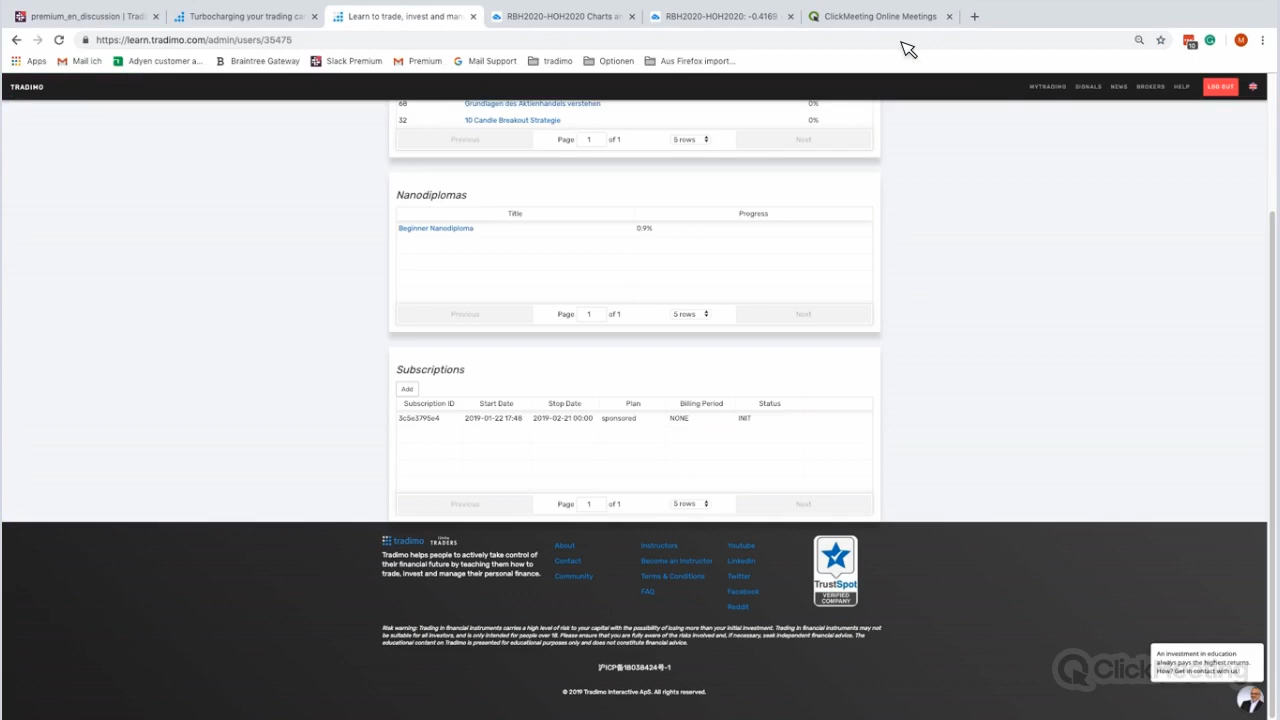 premium_en_discussion | Tradi
Turbocharging your trading car
Learn to trade, invest and man
RBH2020-HOH2020 Charts an
RBH2020-HOH2020: -0.4169
ClickMeeting Online Meetings
https://learn.tradimo.com/admin/users/35475
10
M
Apps
Mail ich
Adyen customer a...
Braintree Gateway
Slack Premium
Premium
Mail Support
tradimo
Optionen
Aus Firefox import...
TRADIMO
MYTRADIMO
SIGNALS
NEWS
BROKERS
HELP
LOG OUT
68 Grundlagen des Aktienhandels verstehen 0%
32 10 Candle Breakout Strategie 0%
Previous Page 1 of 1 5 rows Next
Nanodiplomas
Title Progress
Beginner Nanodiploma 0.9%
Previous Page 1 of 1 5 rows Next
Subscriptions
Add
Subscription ID Start Date Stop Date Plan Billing Period Status
3c5e3795e4 2019-01-22 17:48 2019-02-21 00:00 sponsored NONE INIT
Previous Page 1 of 1 5 rows Next
tradimo
TRADERS
Tradimo helps people to actively take control of
their financial future by teaching them how to
trade, invest and manage their personal finance.
About
Contact
Community
Instructors
Become an Instructor
Terms & Conditions
FAQ
Youtube
LinkedIn
Twitter
Facebook
Reddit
TrustSpot
VERIFIED
COMPANY
Risk warning: Trading in financial instruments carries a high level of risk to your capital with the possibility of losing more than your initial investment. Trading in financial instruments may not
be suitable for all investors, and is only intended for people over 18. Please ensure that you are fully aware of the risks involved and, if necessary, seek independent financial advice. The
educational content on Tradimo is presented for educational purposes only and does not constitute financial advice.
沪ICP备18038424号-1
© 2019 Tradimo Interactive ApS. All rights reserved.
An investment in education
always pays the highest returns.
How? Get in contact with us!
ClickMeeting